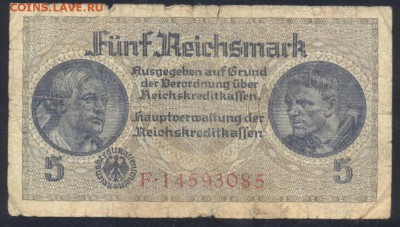 COINS.LAVE.RU
Fünf Reichsmark
Ausgegeben auf Grund
der Verordnung über
Reichskreditkassen.
Hauptverwaltung der
Reichskreditkassen
5
5
F·14593085